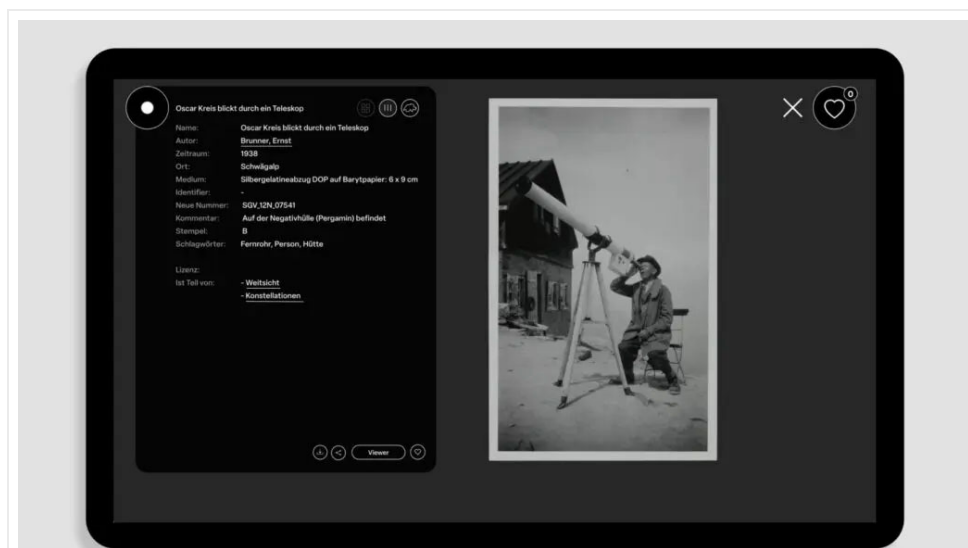 Oscar Kreis blickt durch ein Teleskop
Name: Oscar Kreis blickt durch ein Teleskop
Autor: Brunner, Ernst
Zeitraum: 1938
Ort: Schwägalp
Medium: Silbergelatineabzug DOP auf Barytpapier: 6 x 9 cm
Identifier: -
Neue Nummer: SGV_12N_07541
Kommentar: Auf der Negativhülle (Pergamin) befindet
Stempel: B
Schlagwörter: Fernrohr, Person, Hütte
Lizenz:
Ist Teil von: - Weitsicht
- Konstellationen
Viewer
0